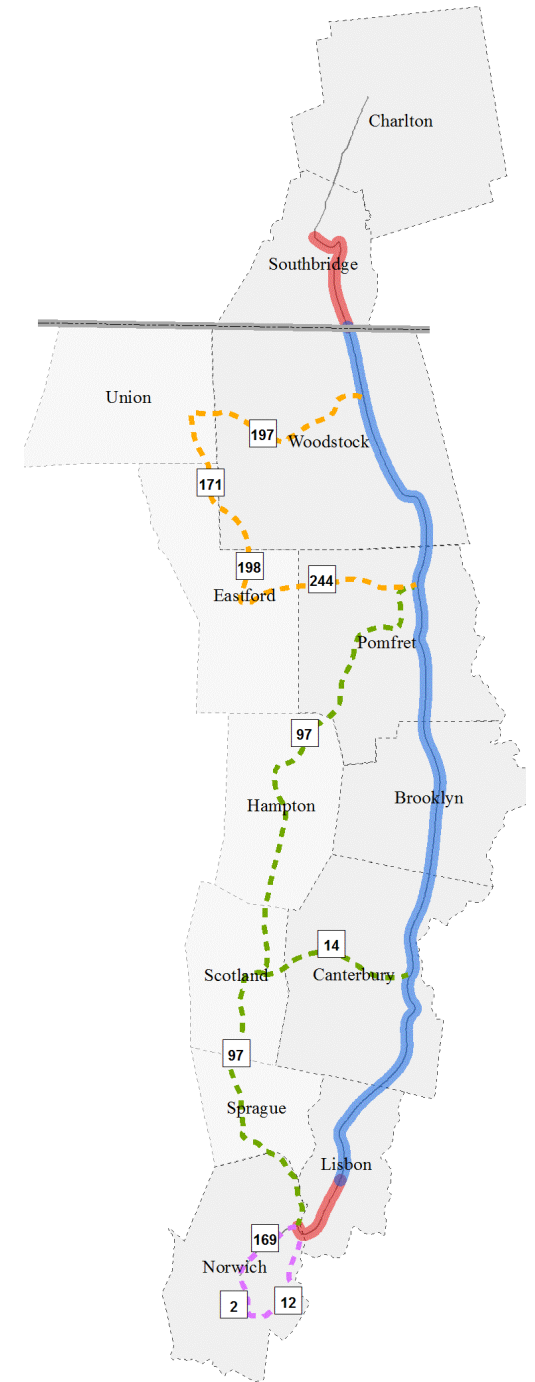 Charlton
Southbridge
Union
197
Woodstock
171
198
244
Eastford
Pomfret
97
Brooklyn
Hampton
14
Scotland
Canterbury
97
Sprague
Lisbon
169
Norwich
2
12